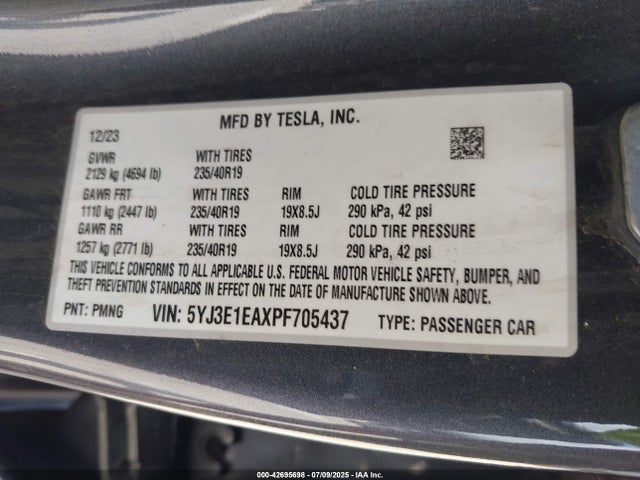 MFD BY TESLA, INC.
12/23
GVWR WITH TIRES
2129 kg (4694 lb) 235/40R19
GAWR FRT WITH TIRES RIM COLD TIRE PRESSURE
1110 kg (2447 lb) 235/40R19 19X8.5J 290 kPa, 42 psi
GAWR RR WITH TIRES RIM COLD TIRE PRESSURE
1257 kg (2771 lb) 235/40R19 19X8.5J 290 kPa, 42 psi
THIS VEHICLE CONFORMS TO ALL APPLICABLE U.S. FEDERAL MOTOR VEHICLE SAFETY, BUMPER, AND
THEFT PREVENTION STANDARDS IN EFFECT ON THE DATE OF MANUFACTURE SHOWN ABOVE.
PNT: PMNG VIN: 5YJ3E1EAXPF705437 TYPE: PASSENGER CAR
000-42695698 - 07/09/2025 - IAA Inc.